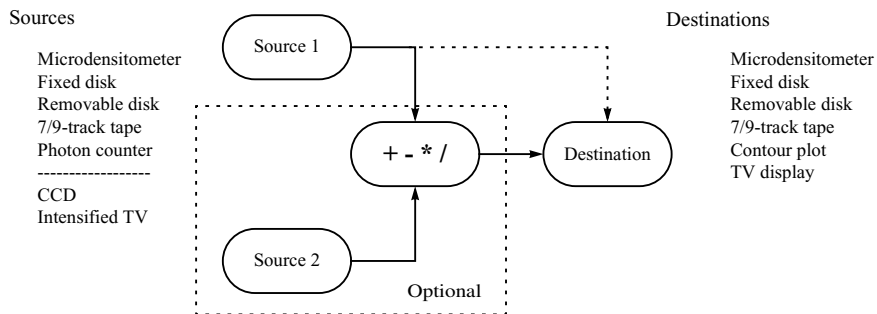 Sources
Microdensitometer
Fixed disk
Removable disk
7/9-track tape
Photon counter
------------------
CCD
Intensified TV
Source 1
+ - * /
Source 2
Optional
Destination
Destinations
Microdensitometer
Fixed disk
Removable disk
7/9-track tape
Contour plot
TV display